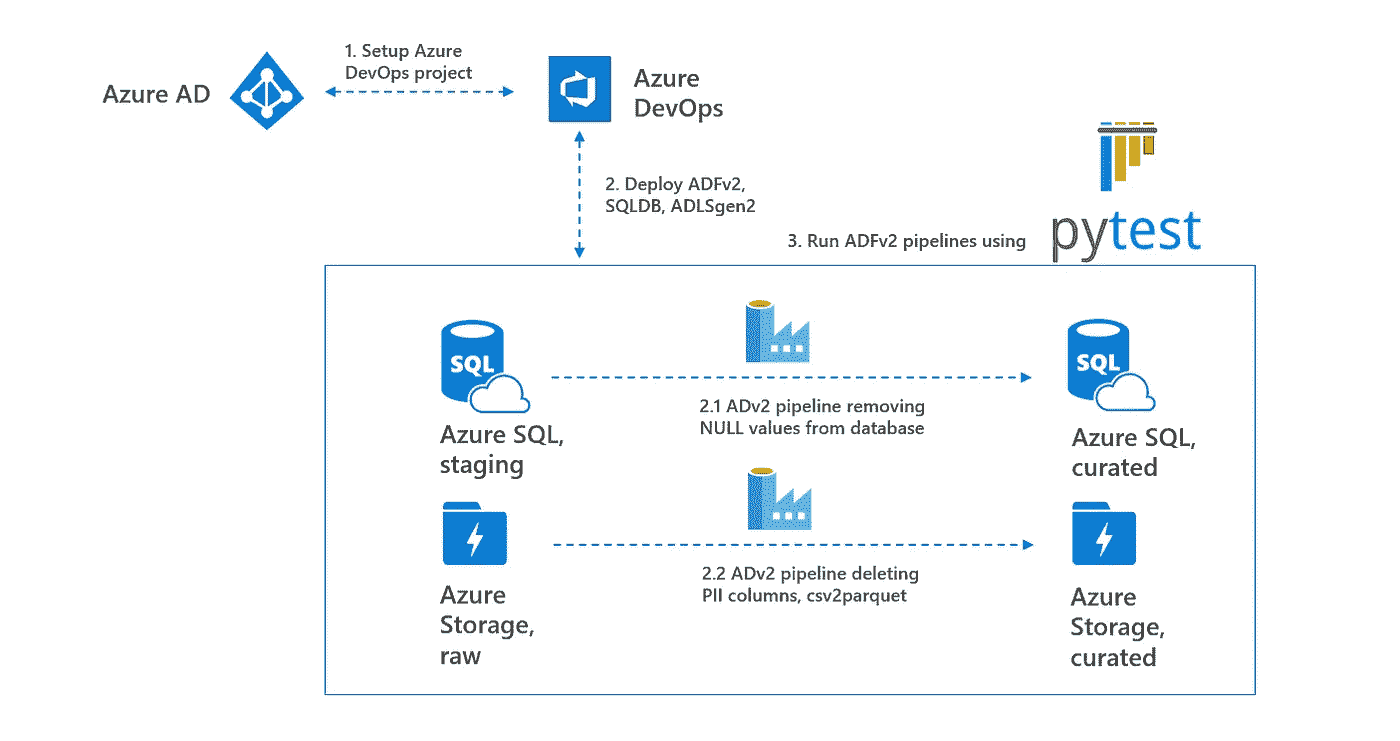 1. Setup Azure
DevOps project
Azure AD
Azure
DevOps
2. Deploy ADFv2,
SQLDB, ADLSgen2
3. Run ADFv2 pipelines using
pytest
SQL
Azure SQL,
staging
2.1 ADv2 pipeline removing
NULL values from database
SQL
Azure SQL,
curated
Azure
Storage,
raw
2.2 ADv2 pipeline deleting
PII columns, csv2parquet
Azure
Storage,
curated